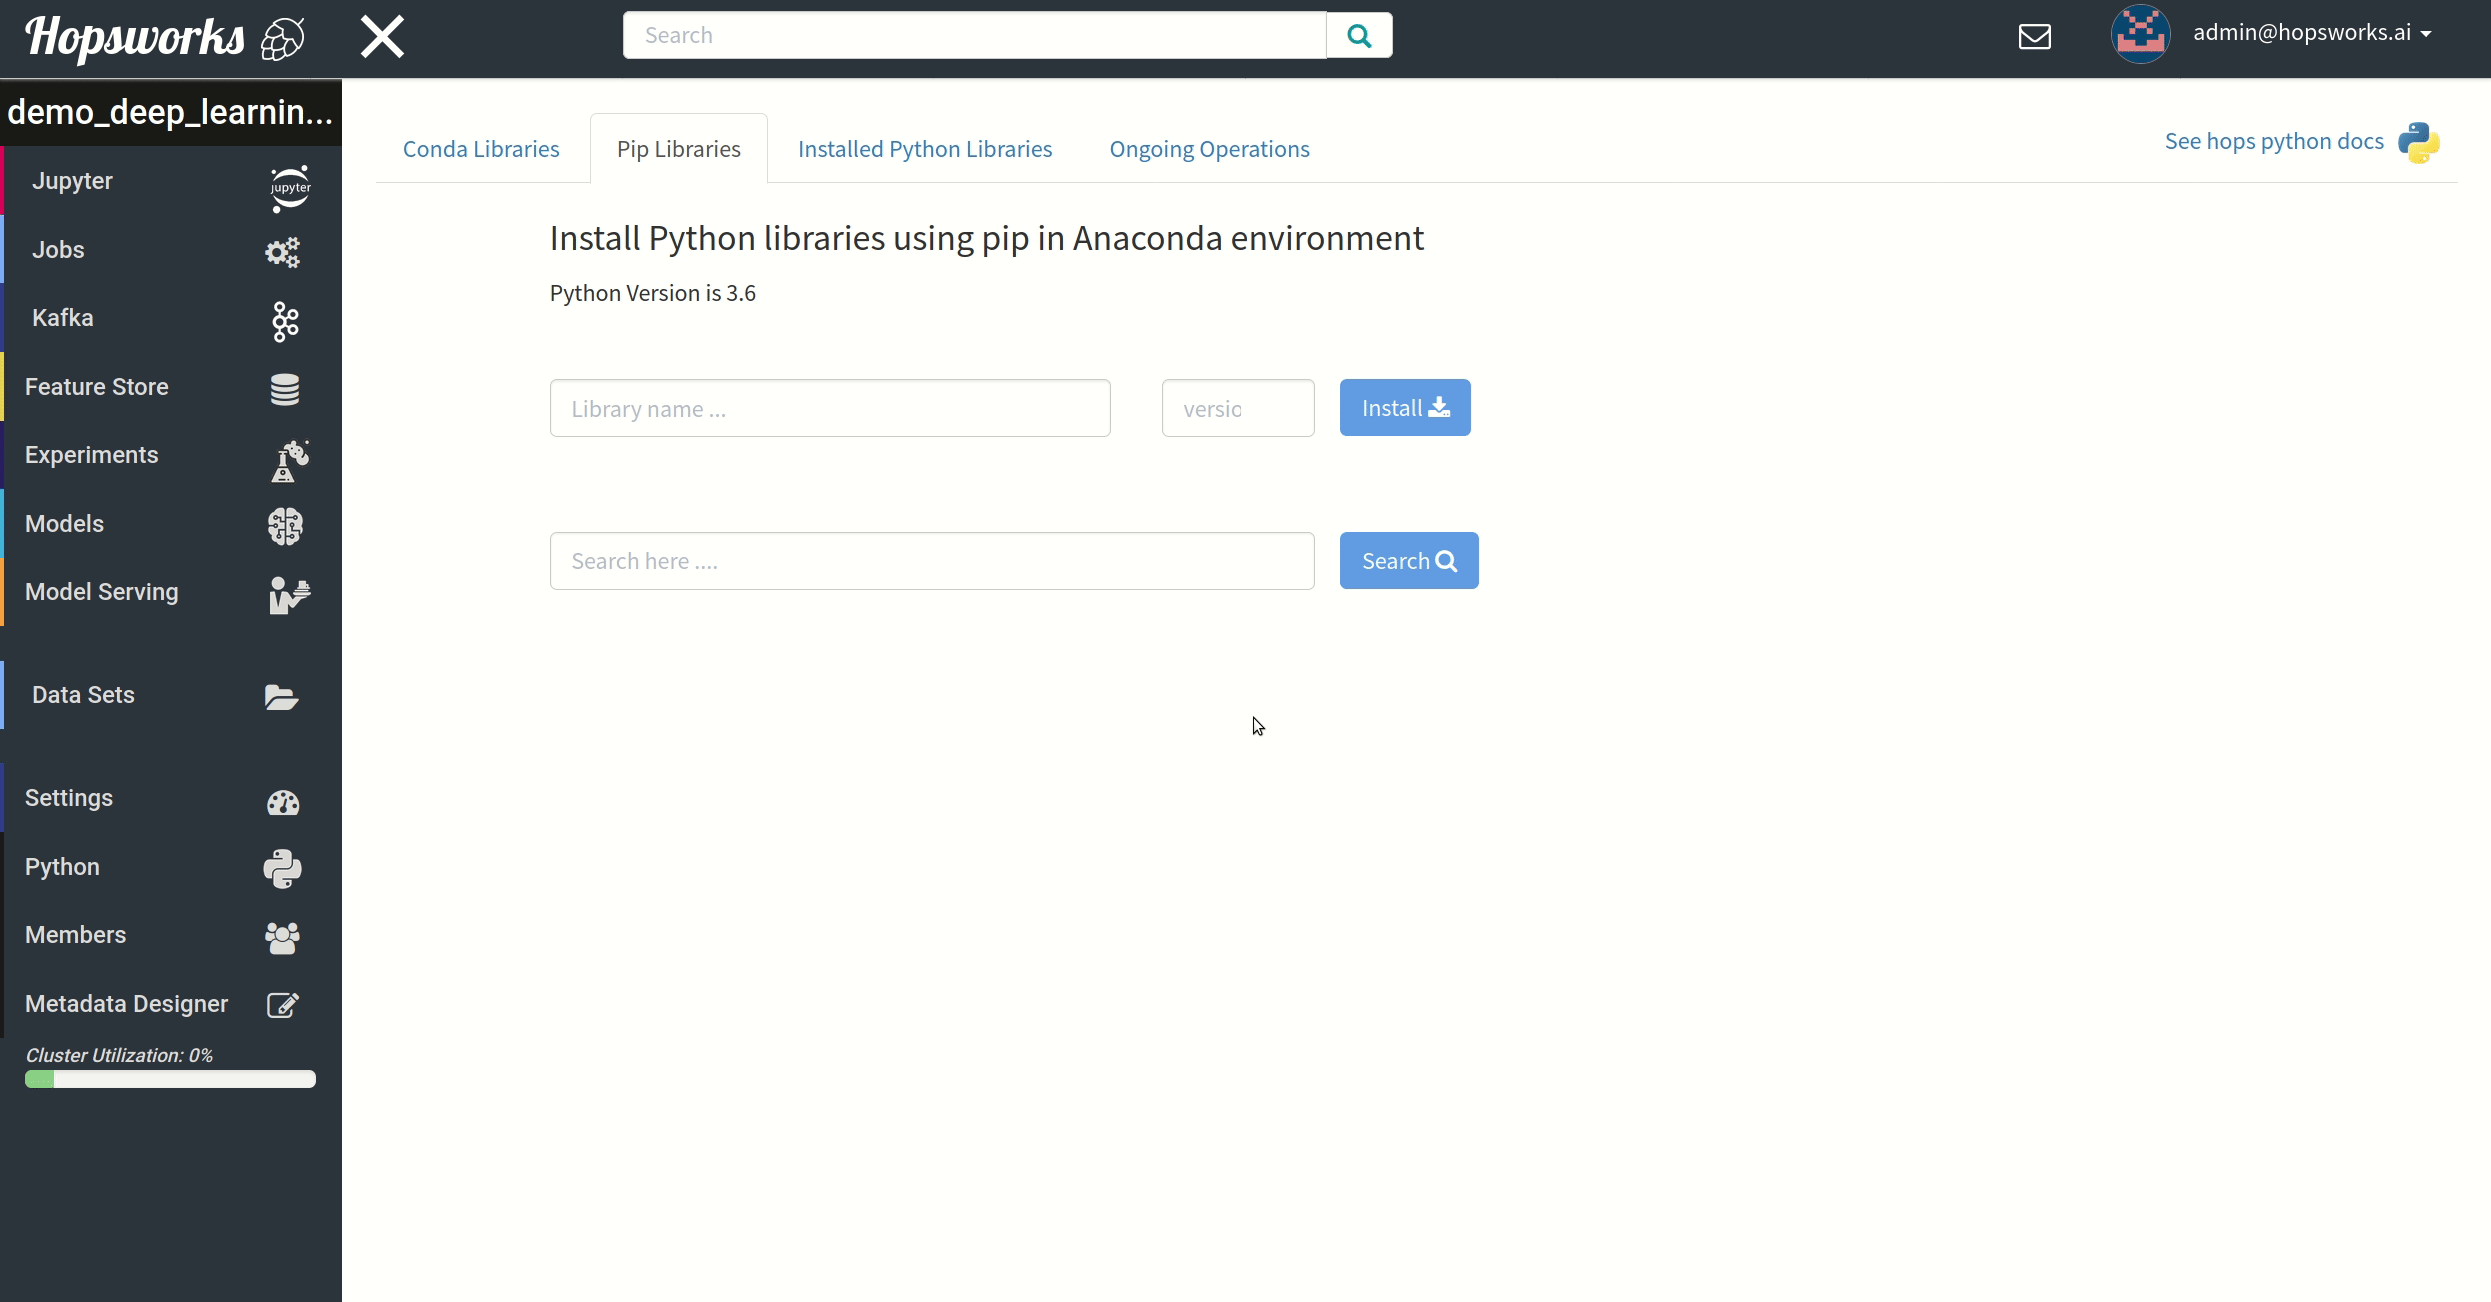 Hopsworks
Search
admin@hopsworks.ai
demo_deep_learnin...
Jupyter
jupyter
Jobs
Kafka
Feature Store
Experiments
Models
Model Serving
Data Sets
Settings
Python
Members
Metadata Designer
Cluster Utilization: 0%
Conda Libraries
Pip Libraries
Installed Python Libraries
Ongoing Operations
See hops python docs
Install Python libraries using pip in Anaconda environment
Python Version is 3.6
Library name ...
versio
Install
Search here ....
Search